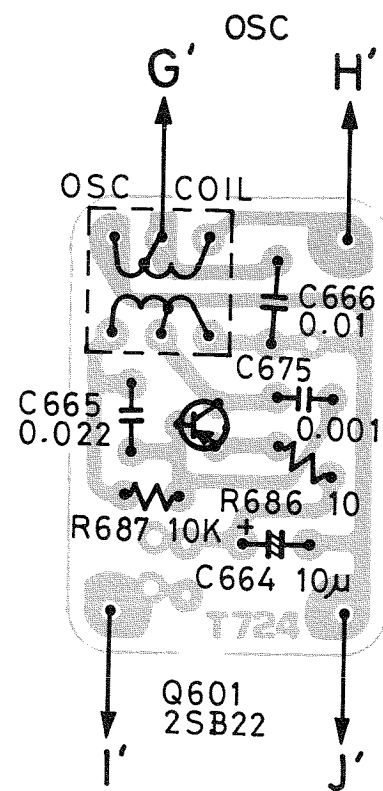 OSC
G′ H′
OSC COIL
C666
0.01
C675
0.001
C665
0.022
R686 10
R687 10K +
C664 10μ
T724
Q601
2SB22
I′ J′